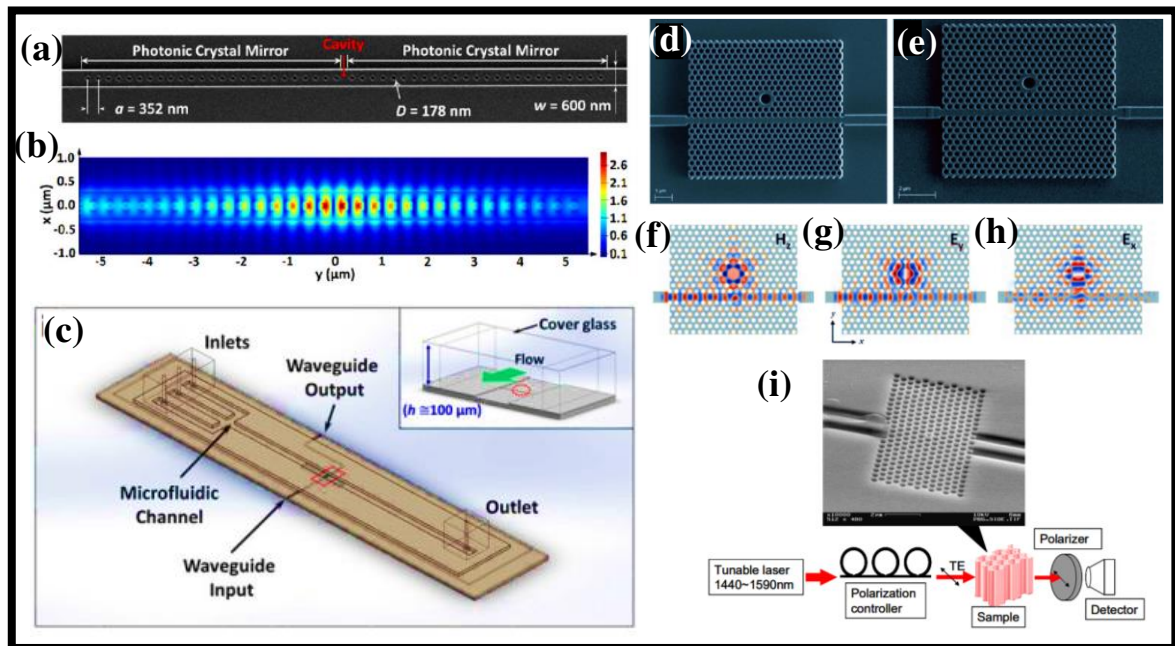 (a)
Photonic Crystal Mirror
Cavity
Photonic Crystal Mirror
a = 352 nm
D = 178 nm
w = 600 nm
(b)
x (μm)
1.0
0.5
0.0
-0.5
-1.0
-5 -4 -3 -2 -1 0 1 2 3 4 5
y (μm)
2.6
2.1
1.6
1.1
0.6
0.1
(c)
Inlets
Waveguide
Output
Microfluidic
Channel
Waveguide
Input
Outlet
Cover glass
Flow
(h ≅100 μm)
(d)
(e)
(f)
Hz
(g)
Ey
(h)
Ex
y
x
(i)
Tunable laser
1440~1590nm
Polarization
controller
TE
Sample
Polarizer
Detector